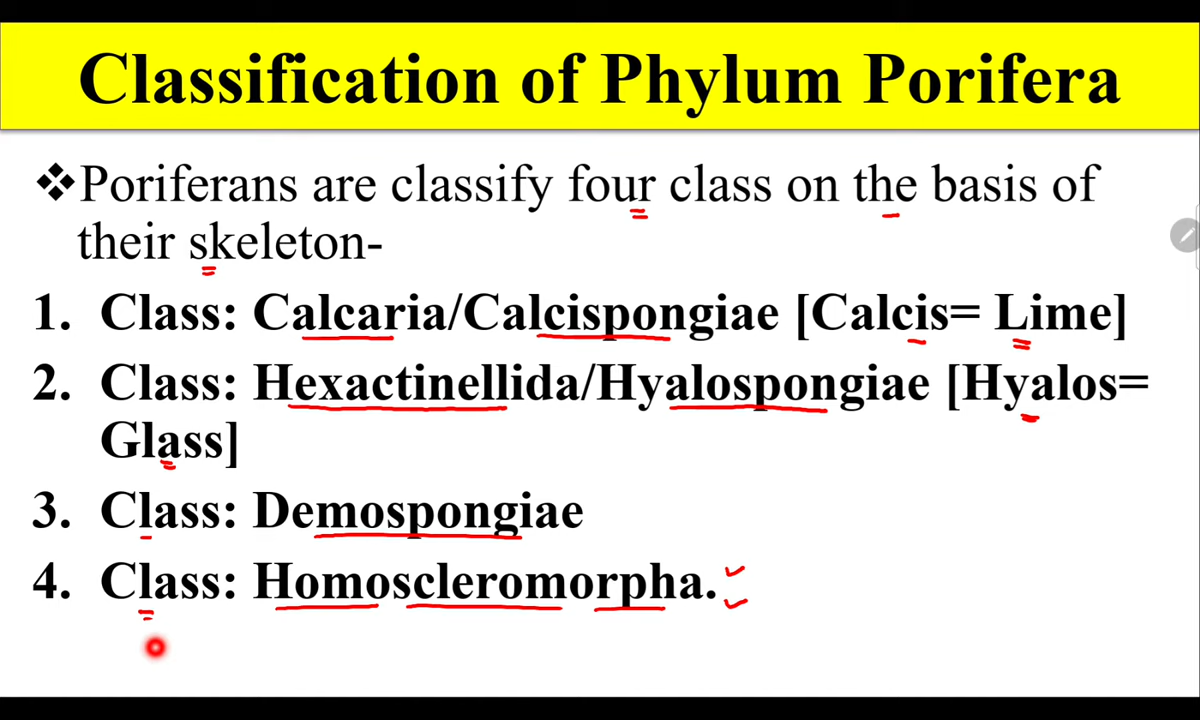 Classification of Phylum Porifera
❖Poriferans are classify four class on the basis of
their skeleton-
1. Class: Calcaria/Calcispongiae [Calcis= Lime]
2. Class: Hexactinellida/Hyalospongiae [Hyalos=
Glass]
3. Class: Demospongiae
4. Class: Homoscleromorpha.